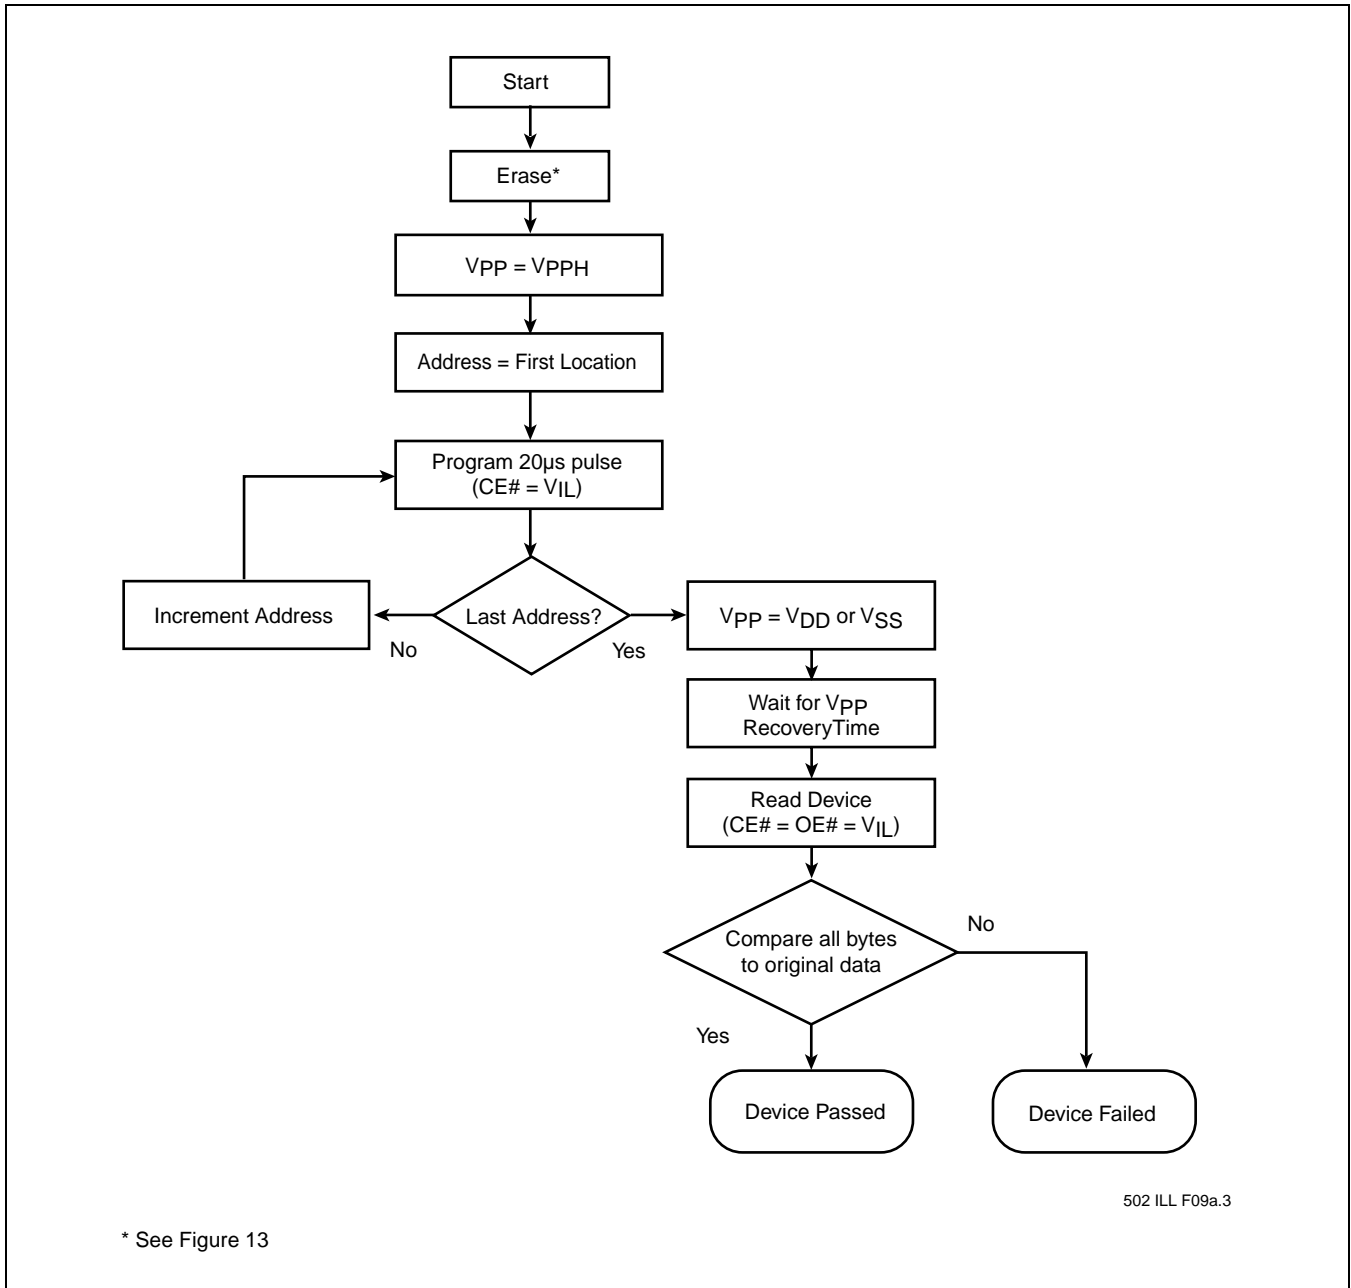 Start
Erase*
VPP = VPPH
Address = First Location
Program 20µs pulse
(CE# = VIL)
Increment Address
Last Address?
No
Yes
VPP = VDD or VSS
Wait for VPP
RecoveryTime
Read Device
(CE# = OE# = VIL)
Compare all bytes
to original data
No
Yes
Device Passed
Device Failed
502 ILL F09a.3
* See Figure 13